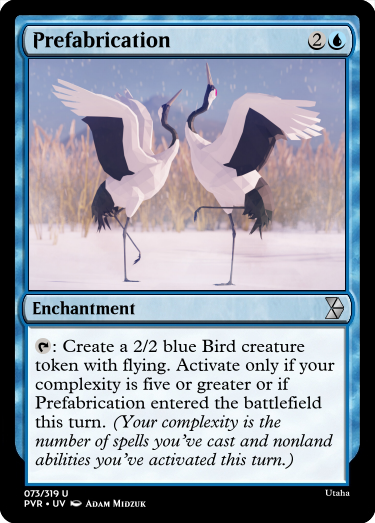 Prefabrication 2
Enchantment
: Create a 2/2 blue Bird creature
token with flying. Activate only if your
complexity is five or greater or if
Prefabrication entered the battlefield
this turn. (Your complexity is the
number of spells you've cast and nonland
abilities you've activated this turn.)
073/319 U Utaha
PVR • UV Adam Midzuk